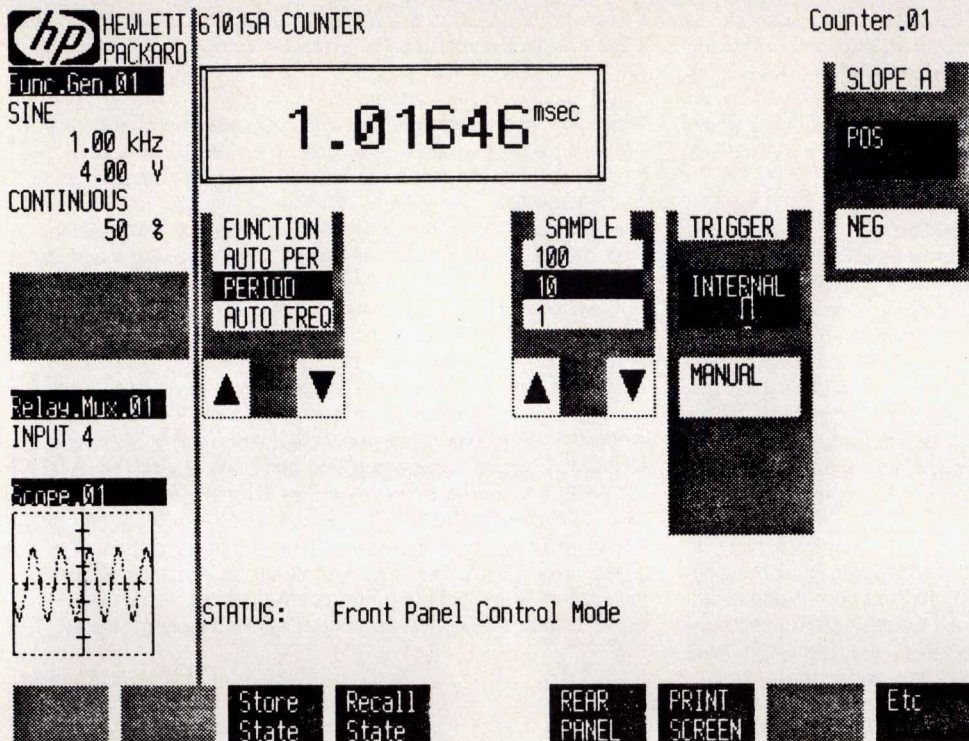 hp HEWLETT PACKARD
61015A COUNTER
Counter.01
Func.Gen.01
SINE
1.00 kHz
4.00 V
CONTINUOUS
50 %
1.01646 msec
SLOPE A
POS
NEG
FUNCTION
AUTO PER
PERIOD
AUTO FREQ
SAMPLE
100
10
1
TRIGGER
INTERNAL
MANUAL
Relay.Mux.01
INPUT 4
Scope.01
STATUS: Front Panel Control Mode
Store State
Recall State
REAR PANEL
PRINT SCREEN
Etc